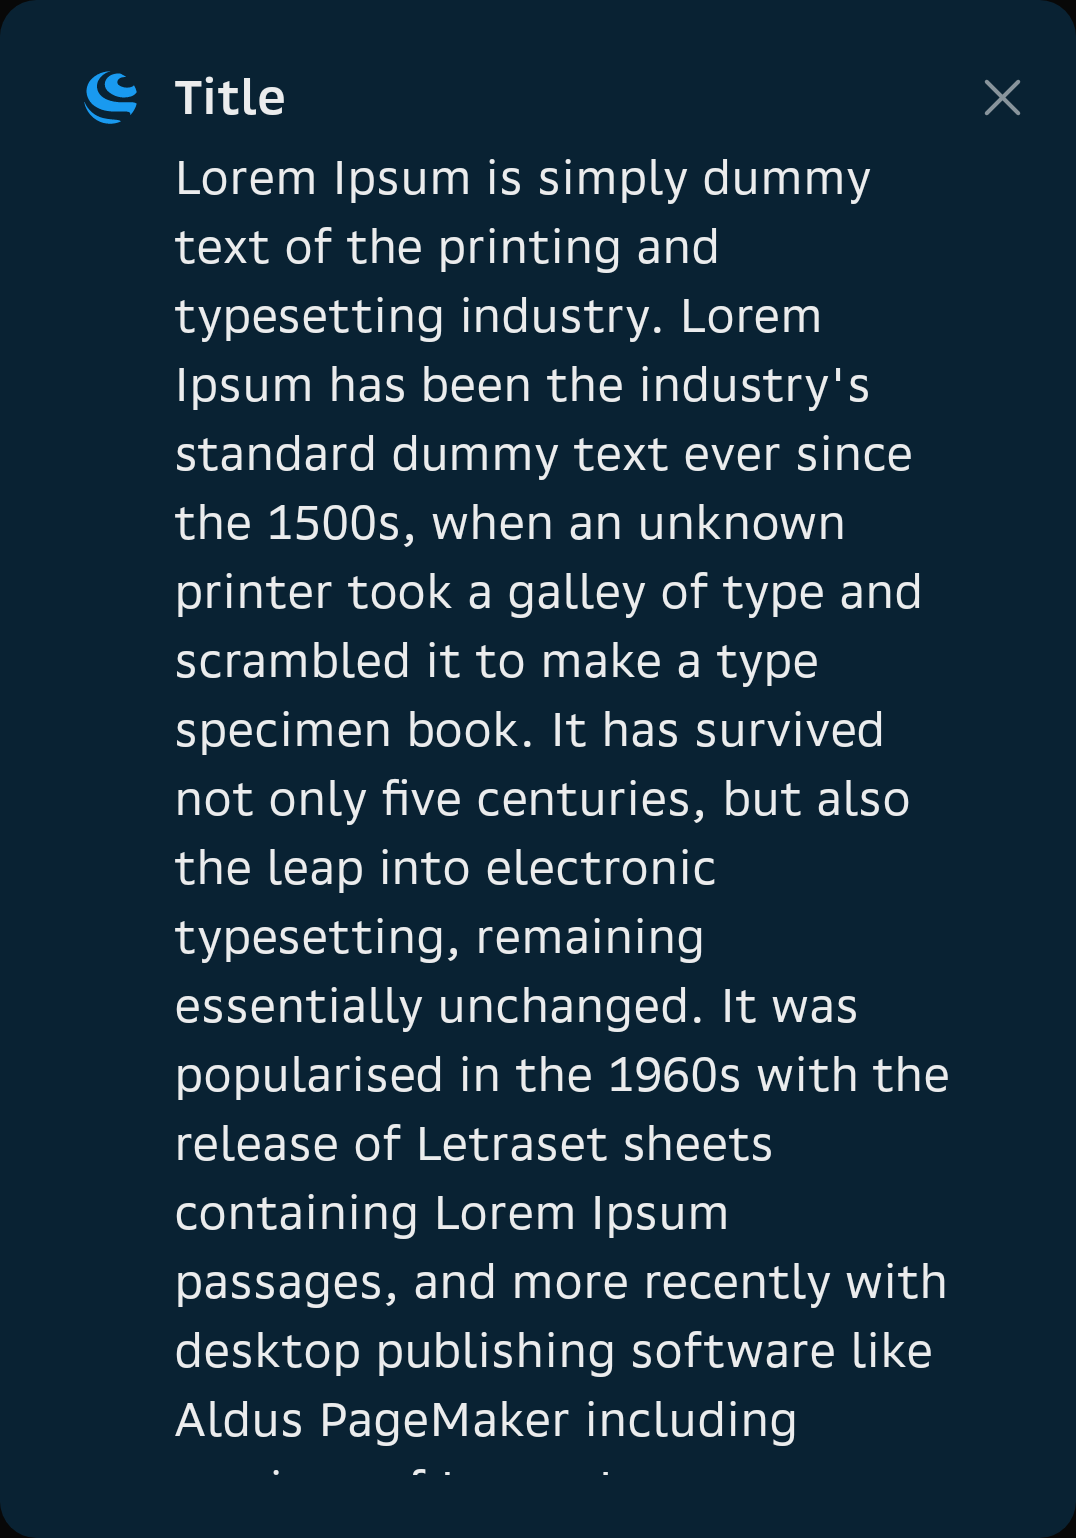 Title
Lorem Ipsum is simply dummy
text of the printing and
typesetting industry. Lorem
Ipsum has been the industry's
standard dummy text ever since
the 1500s, when an unknown
printer took a galley of type and
scrambled it to make a type
specimen book. It has survived
not only five centuries, but also
the leap into electronic
typesetting, remaining
essentially unchanged. It was
popularised in the 1960s with the
release of Letraset sheets
containing Lorem Ipsum
passages, and more recently with
desktop publishing software like
Aldus PageMaker including